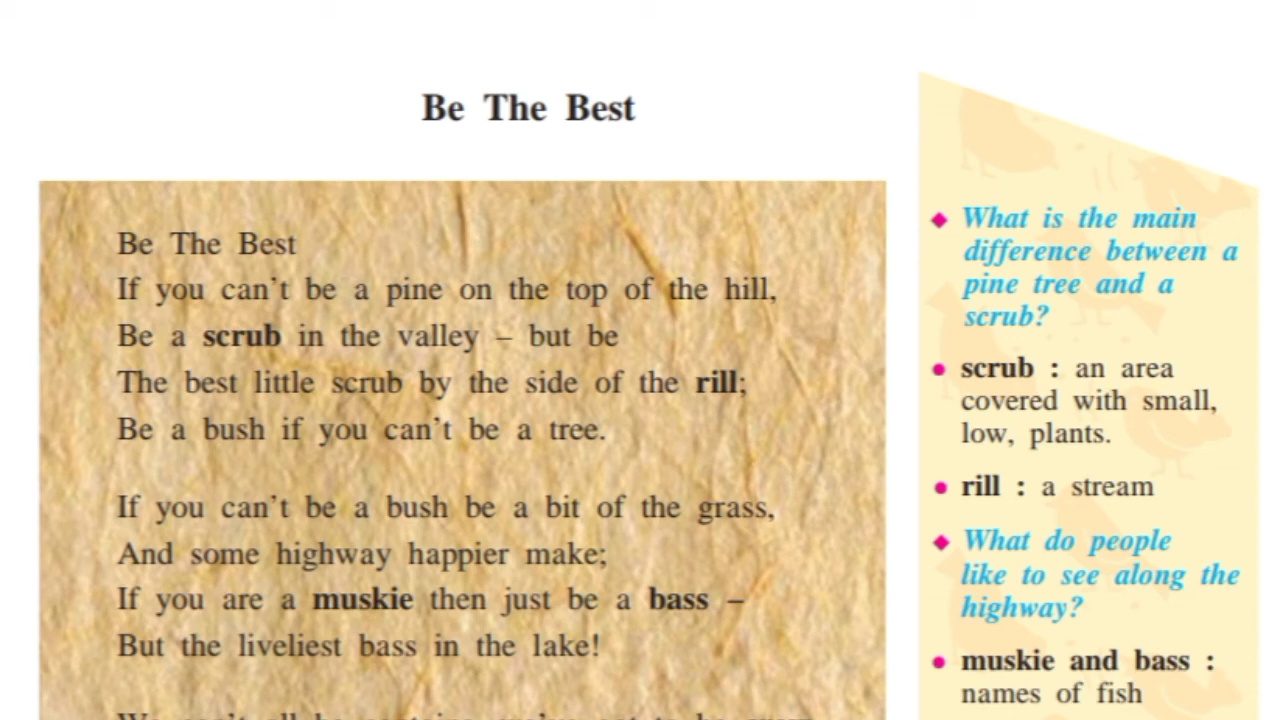 Be The Best
Be The Best
If you can't be a pine on the top of the hill,
Be a scrub in the valley – but be
The best little scrub by the side of the rill;
Be a bush if you can't be a tree.
If you can't be a bush be a bit of the grass,
And some highway happier make;
If you are a muskie then just be a bass –
But the liveliest bass in the lake!
What is the main
difference between a
pine tree and a
scrub?
scrub : an area
covered with small,
low, plants.
rill : a stream
What do people
like to see along the
highway?
muskie and bass :
names of fish